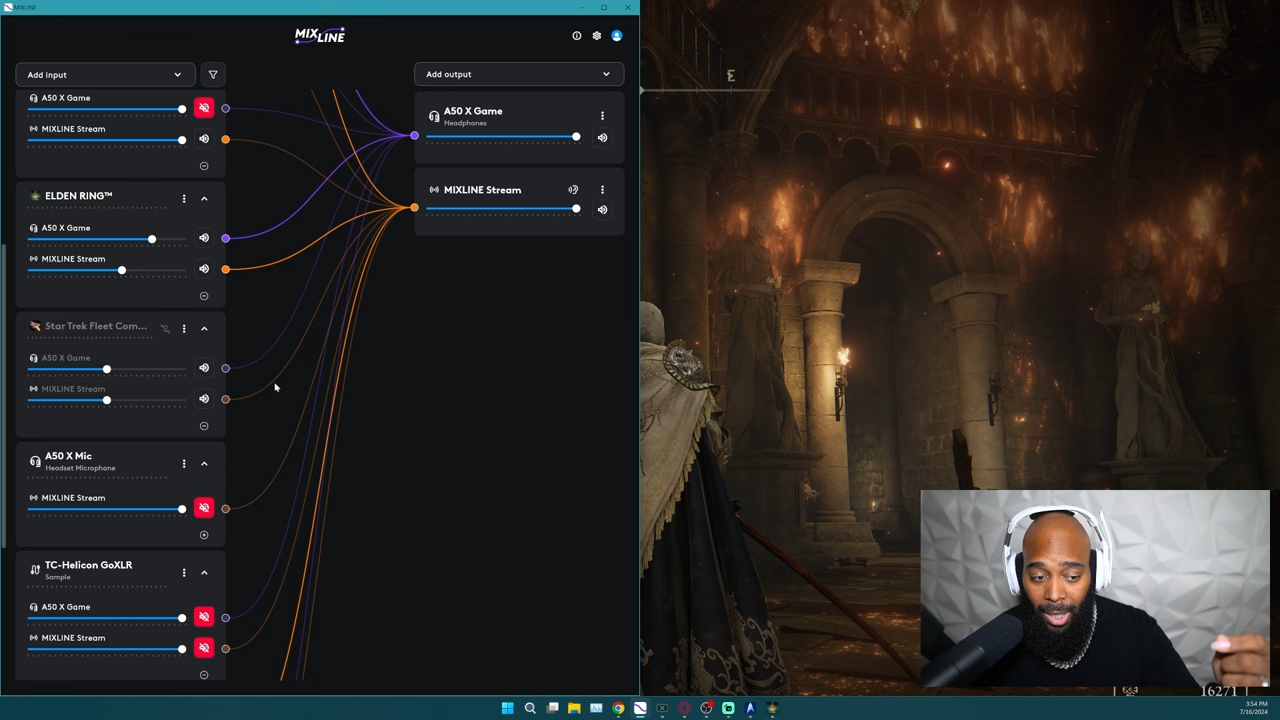 MIXLINE
MIXLINE
Add input
Add output
A50 X Game
MIXLINE Stream
A50 X Game
Headphones
MIXLINE Stream
ELDEN RING™
A50 X Game
MIXLINE Stream
Star Trek Fleet Com...
A50 X Game
MIXLINE Stream
A50 X Mic
Headset Microphone
MIXLINE Stream
TC-Helicon GoXLR
Sample
A50 X Game
MIXLINE Stream
E
16271
3:54 PM
7/16/2024